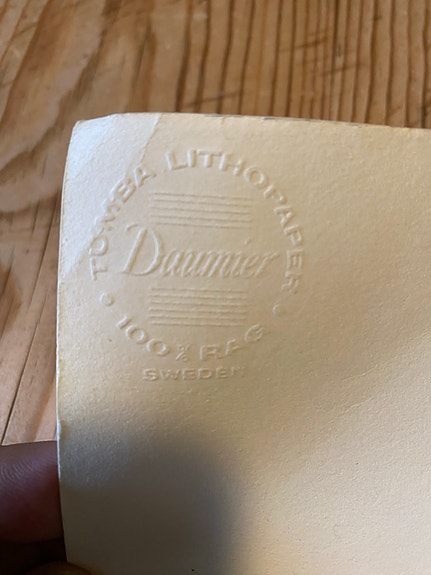 TUMBA LITHOPAPER
Daumier
100% RAG
SWEDEN